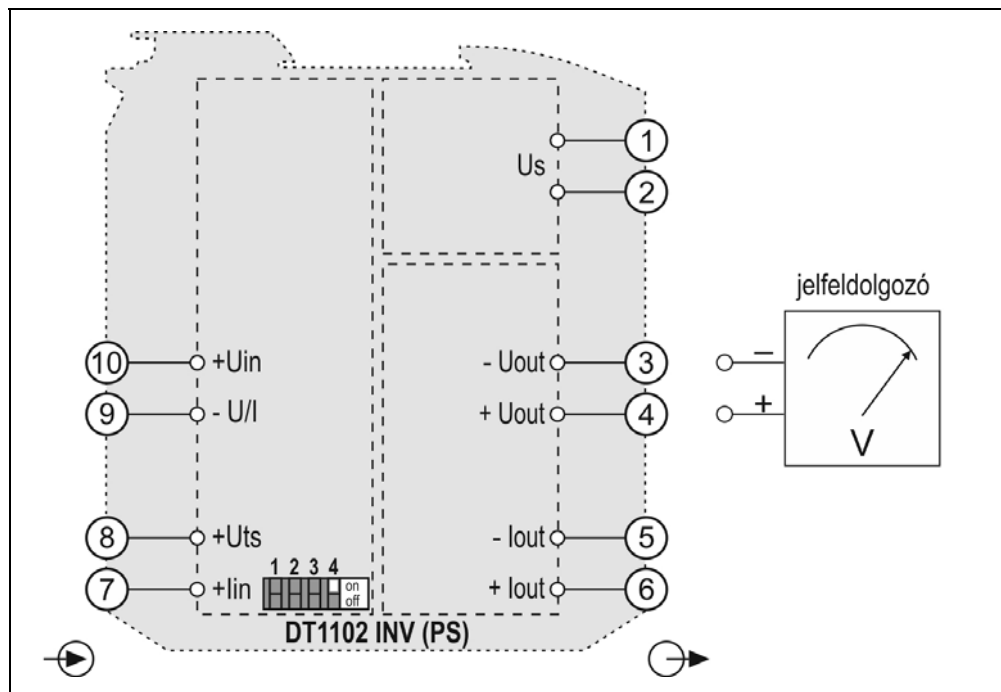 1
Us
2
jelfeldolgozó
10 +Uin
- Uout 3
–
9 - U/I
+ Uout 4
+
V
8 +Uts
- Iout 5
1 2 3 4
7 +Iin
on
off
+ Iout 6
DT1102 INV (PS)